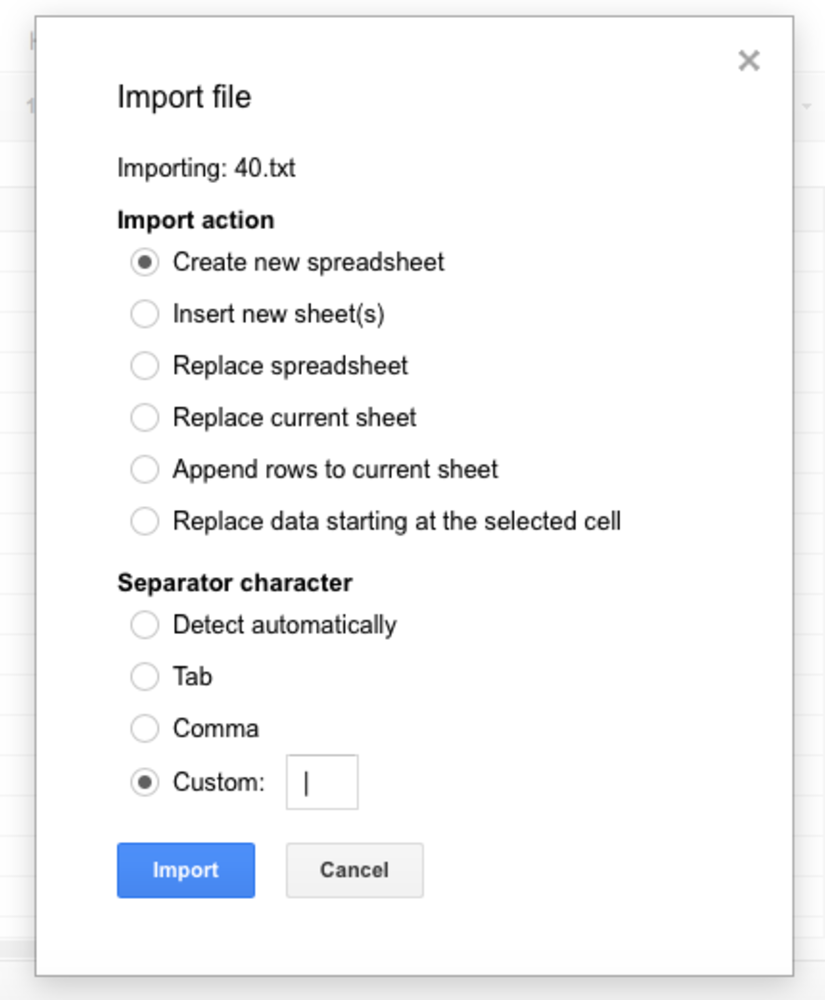 Import file
Importing: 40.txt
Import action
Create new spreadsheet
Insert new sheet(s)
Replace spreadsheet
Replace current sheet
Append rows to current sheet
Replace data starting at the selected cell
Separator character
Detect automatically
Tab
Comma
Custom: |
Import Cancel